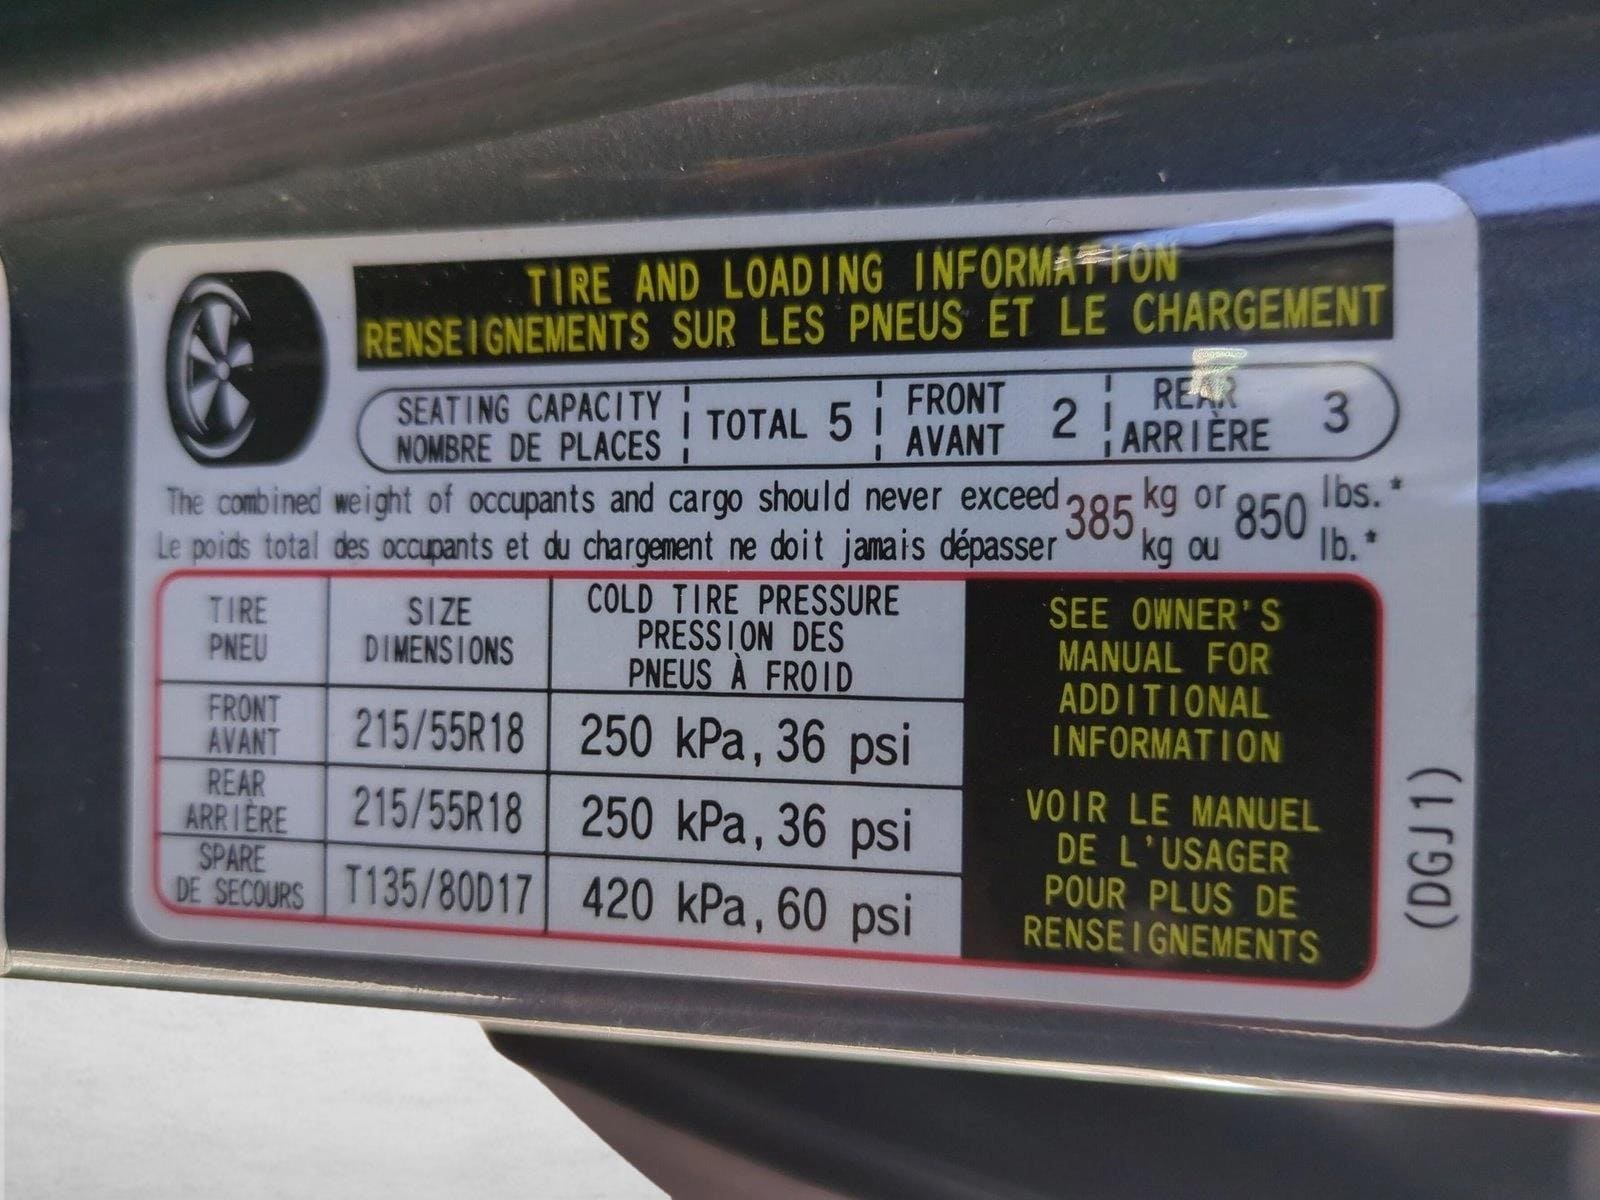 TIRE AND LOADING INFORMATION
RENSEIGNEMENTS SUR LES PNEUS ET LE CHARGEMENT
SEATING CAPACITY
NOMBRE DE PLACES
TOTAL 5
FRONT
AVANT
2
REAR
ARRIÈRE
3
The combined weight of occupants and cargo should never exceed 385 kg or 850 lbs.*
Le poids total des occupants et du chargement ne doit jamais dépasser kg ou lb.*
TIRE
PNEU
SIZE
DIMENSIONS
COLD TIRE PRESSURE
PRESSION DES
PNEUS À FROID
FRONT
AVANT
215/55R18
250 kPa, 36 psi
REAR
ARRIÈRE
215/55R18
250 kPa, 36 psi
SPARE
DE SECOURS
T135/80D17
420 kPa, 60 psi
SEE OWNER'S
MANUAL FOR
ADDITIONAL
INFORMATION
VOIR LE MANUEL
DE L'USAGER
POUR PLUS DE
RENSEIGNEMENTS
(DGJ1)